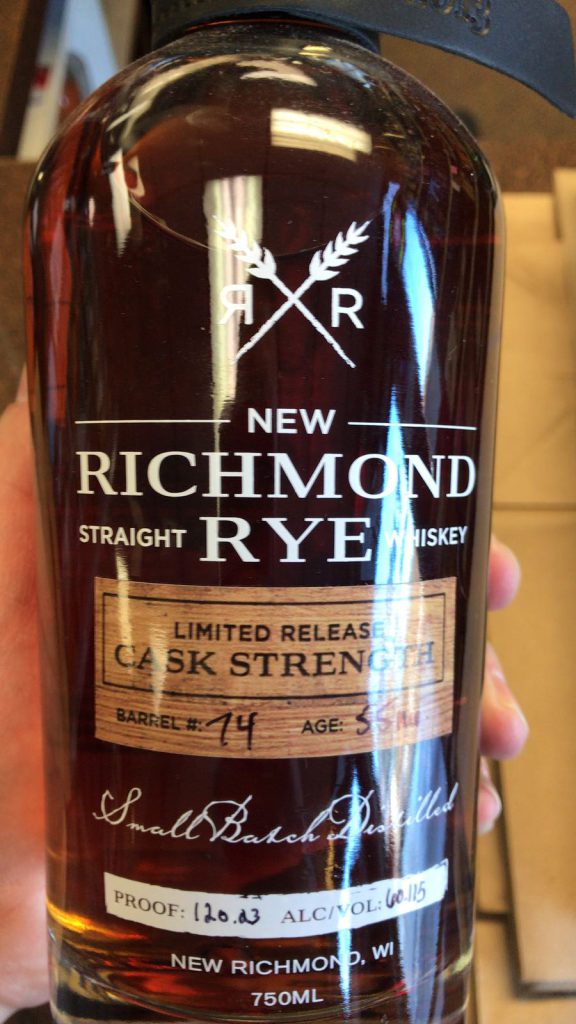 R R
NEW
RICHMOND
STRAIGHT RYE WHISKEY
LIMITED RELEASE
CASK STRENGTH
BARREL #: 74 AGE:
Small Batch Distilled
PROOF: 120.23 ALC/VOL: 60.115
NEW RICHMOND, WI
750ML